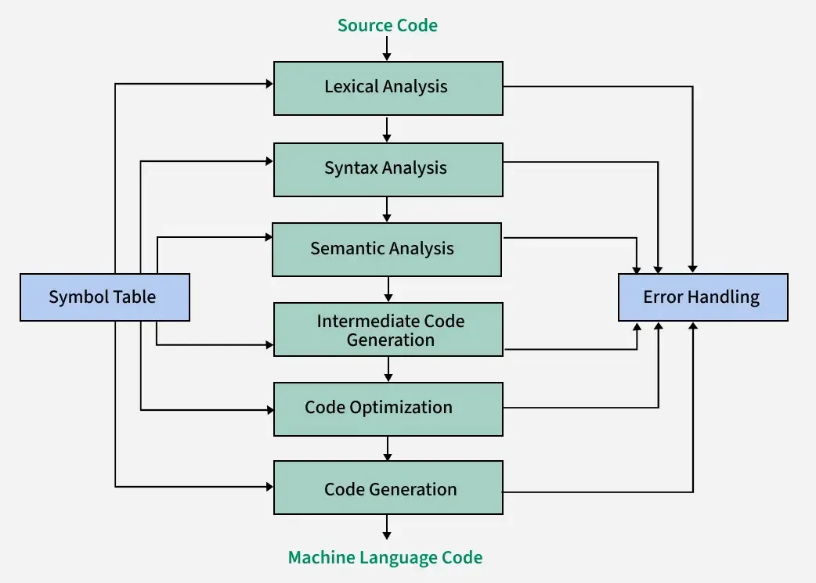 Source Code
Lexical Analysis
Syntax Analysis
Semantic Analysis
Symbol Table
Error Handling
Intermediate Code
Generation
Code Optimization
Code Generation
Machine Language Code